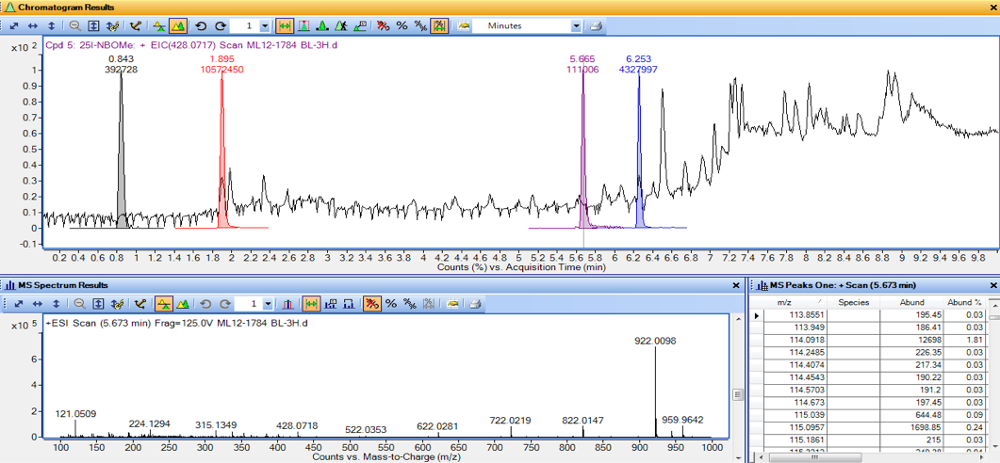 Chromatogram Results
1 Minutes
x10 2 Cpd 5: 25I-NBOMe: + EIC(428.0717) Scan ML12-1784 BL-3H.d
0.843 1.895 5.665 6.253
392728 10572450 111006 4327997
1
0.9
0.8
0.7
0.6
0.5
0.4
0.3
0.2
0.1
0
-0.1
0.2 0.4 0.6 0.8 1 1.2 1.4 1.6 1.8 2 2.2 2.4 2.6 2.8 3 3.2 3.4 3.6 3.8 4 4.2 4.4 4.6 4.8 5 5.2 5.4 5.6 5.8 6 6.2 6.4 6.6 6.8 7 7.2 7.4 7.6 7.8 8 8.2 8.4 8.6 8.8 9 9.2 9.4 9.6 9.8
Counts (%) vs. Acquisition Time (min)
MS Spectrum Results
1
x10 5 +ESI Scan (5.673 min) Frag=125.0V ML12-1784 BL-3H.d
922.0098
6
4
2
0
121.0509 224.1294 315.1349 428.0718 522.0353 622.0281 722.0219 822.0147 959.9642
100 150 200 250 300 350 400 450 500 550 600 650 700 750 800 850 900 950 1000
Counts vs. Mass-to-Charge (m/z)
MS Peaks One: + Scan (5.673 min)
m/z Species Abund Abund %
113.8551 195.45 0.03
113.949 186.41 0.03
114.0918 12698 1.81
114.2485 226.35 0.03
114.4074 217.34 0.03
114.4543 190.22 0.03
114.5703 191.2 0.03
114.673 197.45 0.03
115.039 644.48 0.09
115.0957 1698.85 0.24
115.1861 215 0.03